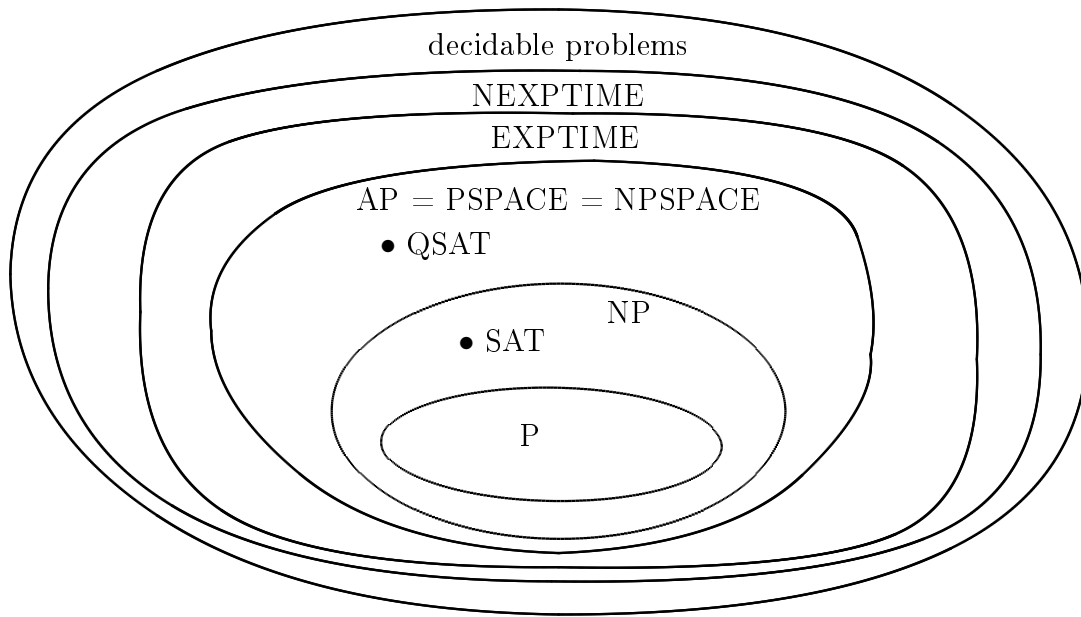 decidable problems
NEXPTIME
EXPTIME
AP = PSPACE = NPSPACE
• QSAT
NP
• SAT
P